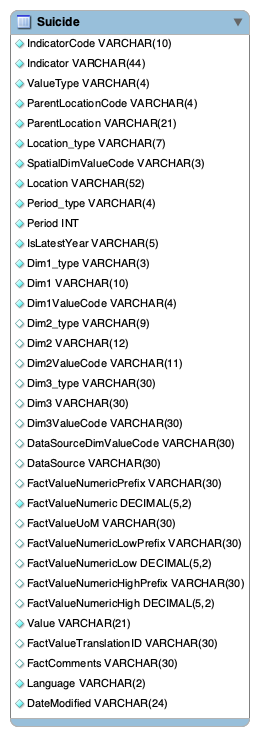 Suicide
IndicatorCode VARCHAR(10)
Indicator VARCHAR(44)
ValueType VARCHAR(4)
ParentLocationCode VARCHAR(4)
ParentLocation VARCHAR(21)
Location_type VARCHAR(7)
SpatialDimValueCode VARCHAR(3)
Location VARCHAR(52)
Period_type VARCHAR(4)
Period INT
IsLatestYear VARCHAR(5)
Dim1_type VARCHAR(3)
Dim1 VARCHAR(10)
Dim1ValueCode VARCHAR(4)
Dim2_type VARCHAR(9)
Dim2 VARCHAR(12)
Dim2ValueCode VARCHAR(11)
Dim3_type VARCHAR(30)
Dim3 VARCHAR(30)
Dim3ValueCode VARCHAR(30)
DataSourceDimValueCode VARCHAR(30)
DataSource VARCHAR(30)
FactValueNumericPrefix VARCHAR(30)
FactValueNumeric DECIMAL(5,2)
FactValueUoM VARCHAR(30)
FactValueNumericLowPrefix VARCHAR(30)
FactValueNumericLow DECIMAL(5,2)
FactValueNumericHighPrefix VARCHAR(30)
FactValueNumericHigh DECIMAL(5,2)
Value VARCHAR(21)
FactValueTranslationID VARCHAR(30)
FactComments VARCHAR(30)
Language VARCHAR(2)
DateModified VARCHAR(24)